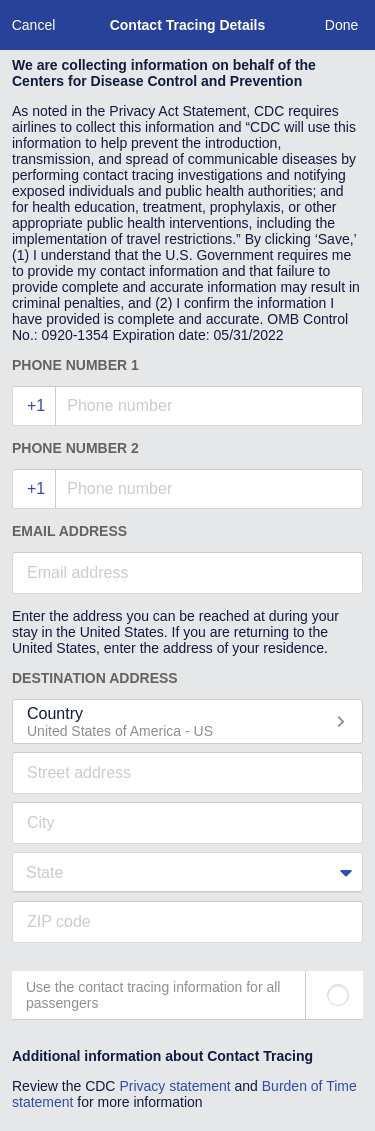 Cancel Contact Tracing Details Done
We are collecting information on behalf of the
Centers for Disease Control and Prevention
As noted in the Privacy Act Statement, CDC requires
airlines to collect this information and “CDC will use this
information to help prevent the introduction,
transmission, and spread of communicable diseases by
performing contact tracing investigations and notifying
exposed individuals and public health authorities; and
for health education, treatment, prophylaxis, or other
appropriate public health interventions, including the
implementation of travel restrictions.” By clicking ‘Save,’
(1) I understand that the U.S. Government requires me
to provide my contact information and that failure to
provide complete and accurate information may result in
criminal penalties, and (2) I confirm the information I
have provided is complete and accurate. OMB Control
No.: 0920-1354 Expiration date: 05/31/2022
PHONE NUMBER 1
+1 Phone number
PHONE NUMBER 2
+1 Phone number
EMAIL ADDRESS
Email address
Enter the address you can be reached at during your
stay in the United States. If you are returning to the
United States, enter the address of your residence.
DESTINATION ADDRESS
Country
United States of America - US
Street address
City
State
ZIP code
Use the contact tracing information for all
passengers
Additional information about Contact Tracing
Review the CDC Privacy statement and Burden of Time
statement for more information